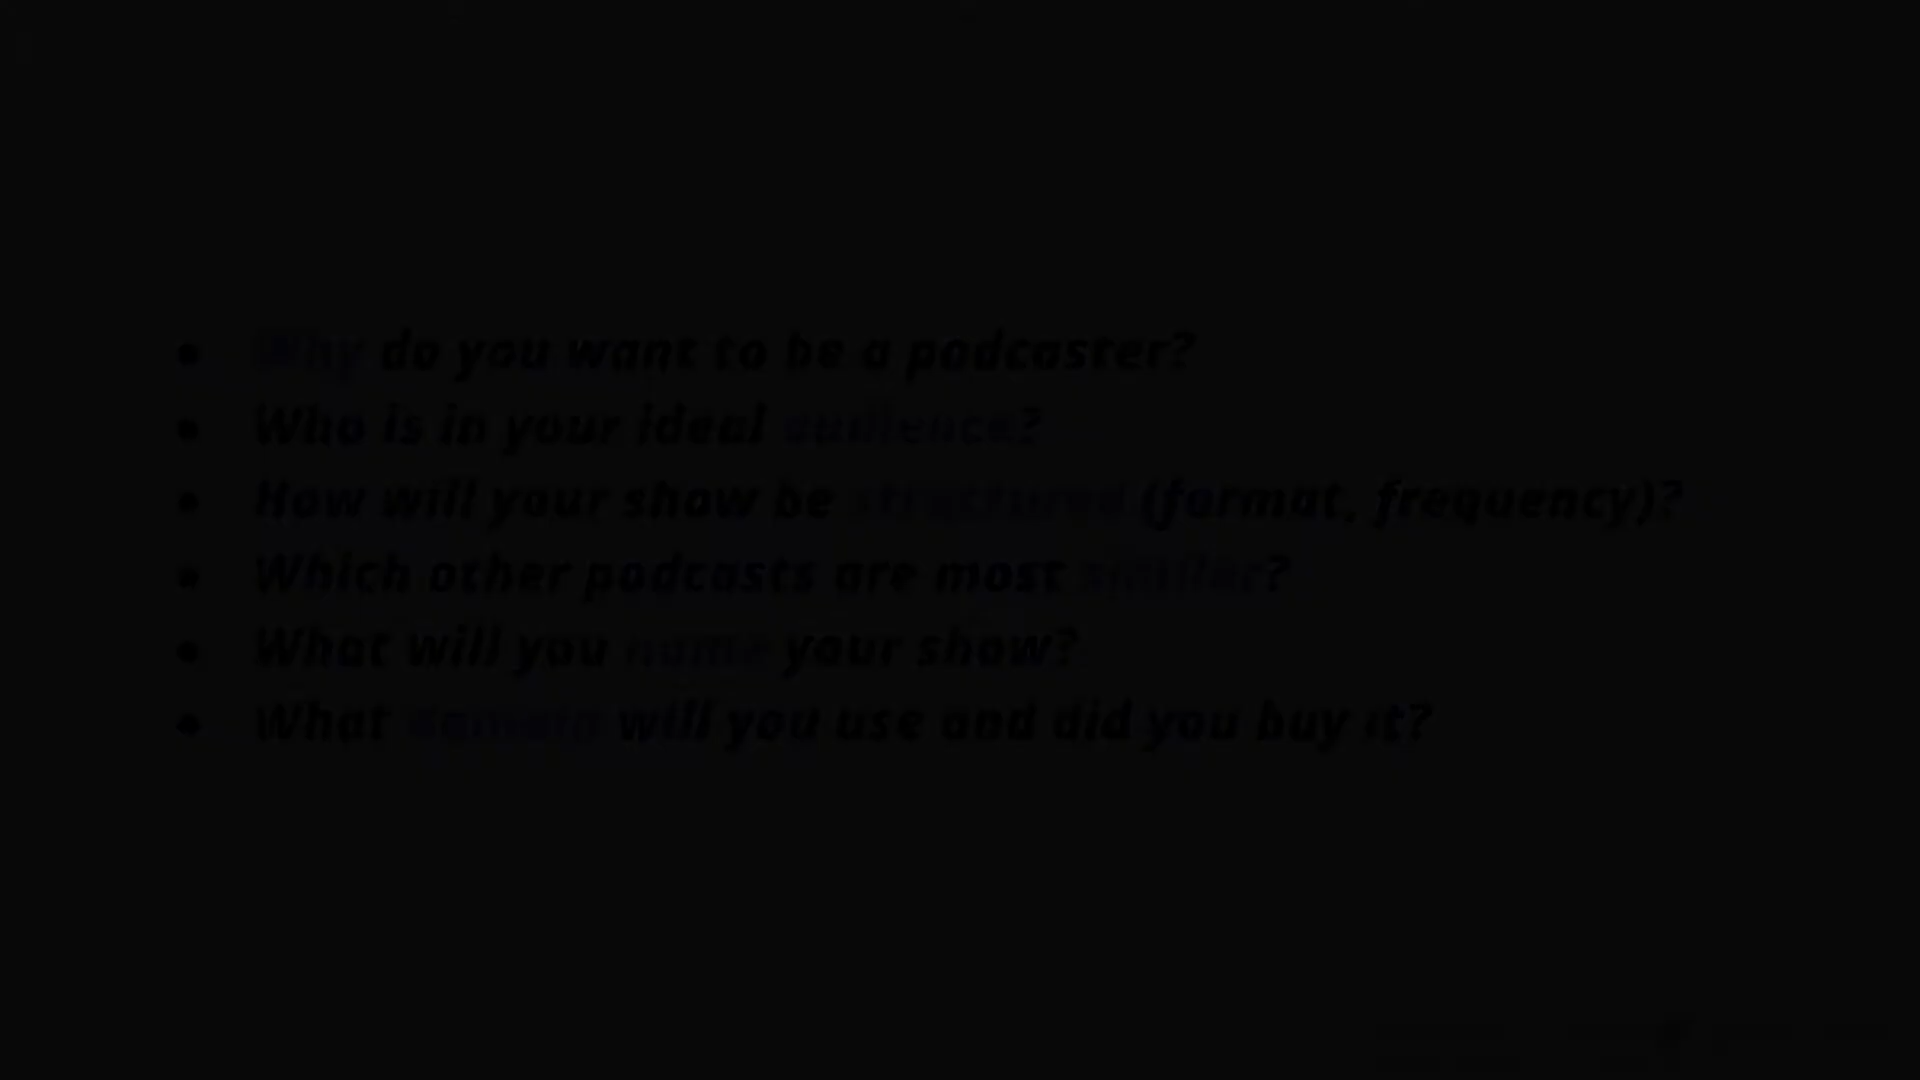 • Why do you want to be a podcaster?
• Who is in your ideal audience?
• How will your show be structured (format, frequency)?
• Which other podcasts are most similar?
• What will you name your show?
• What domain will you use and did you buy it?